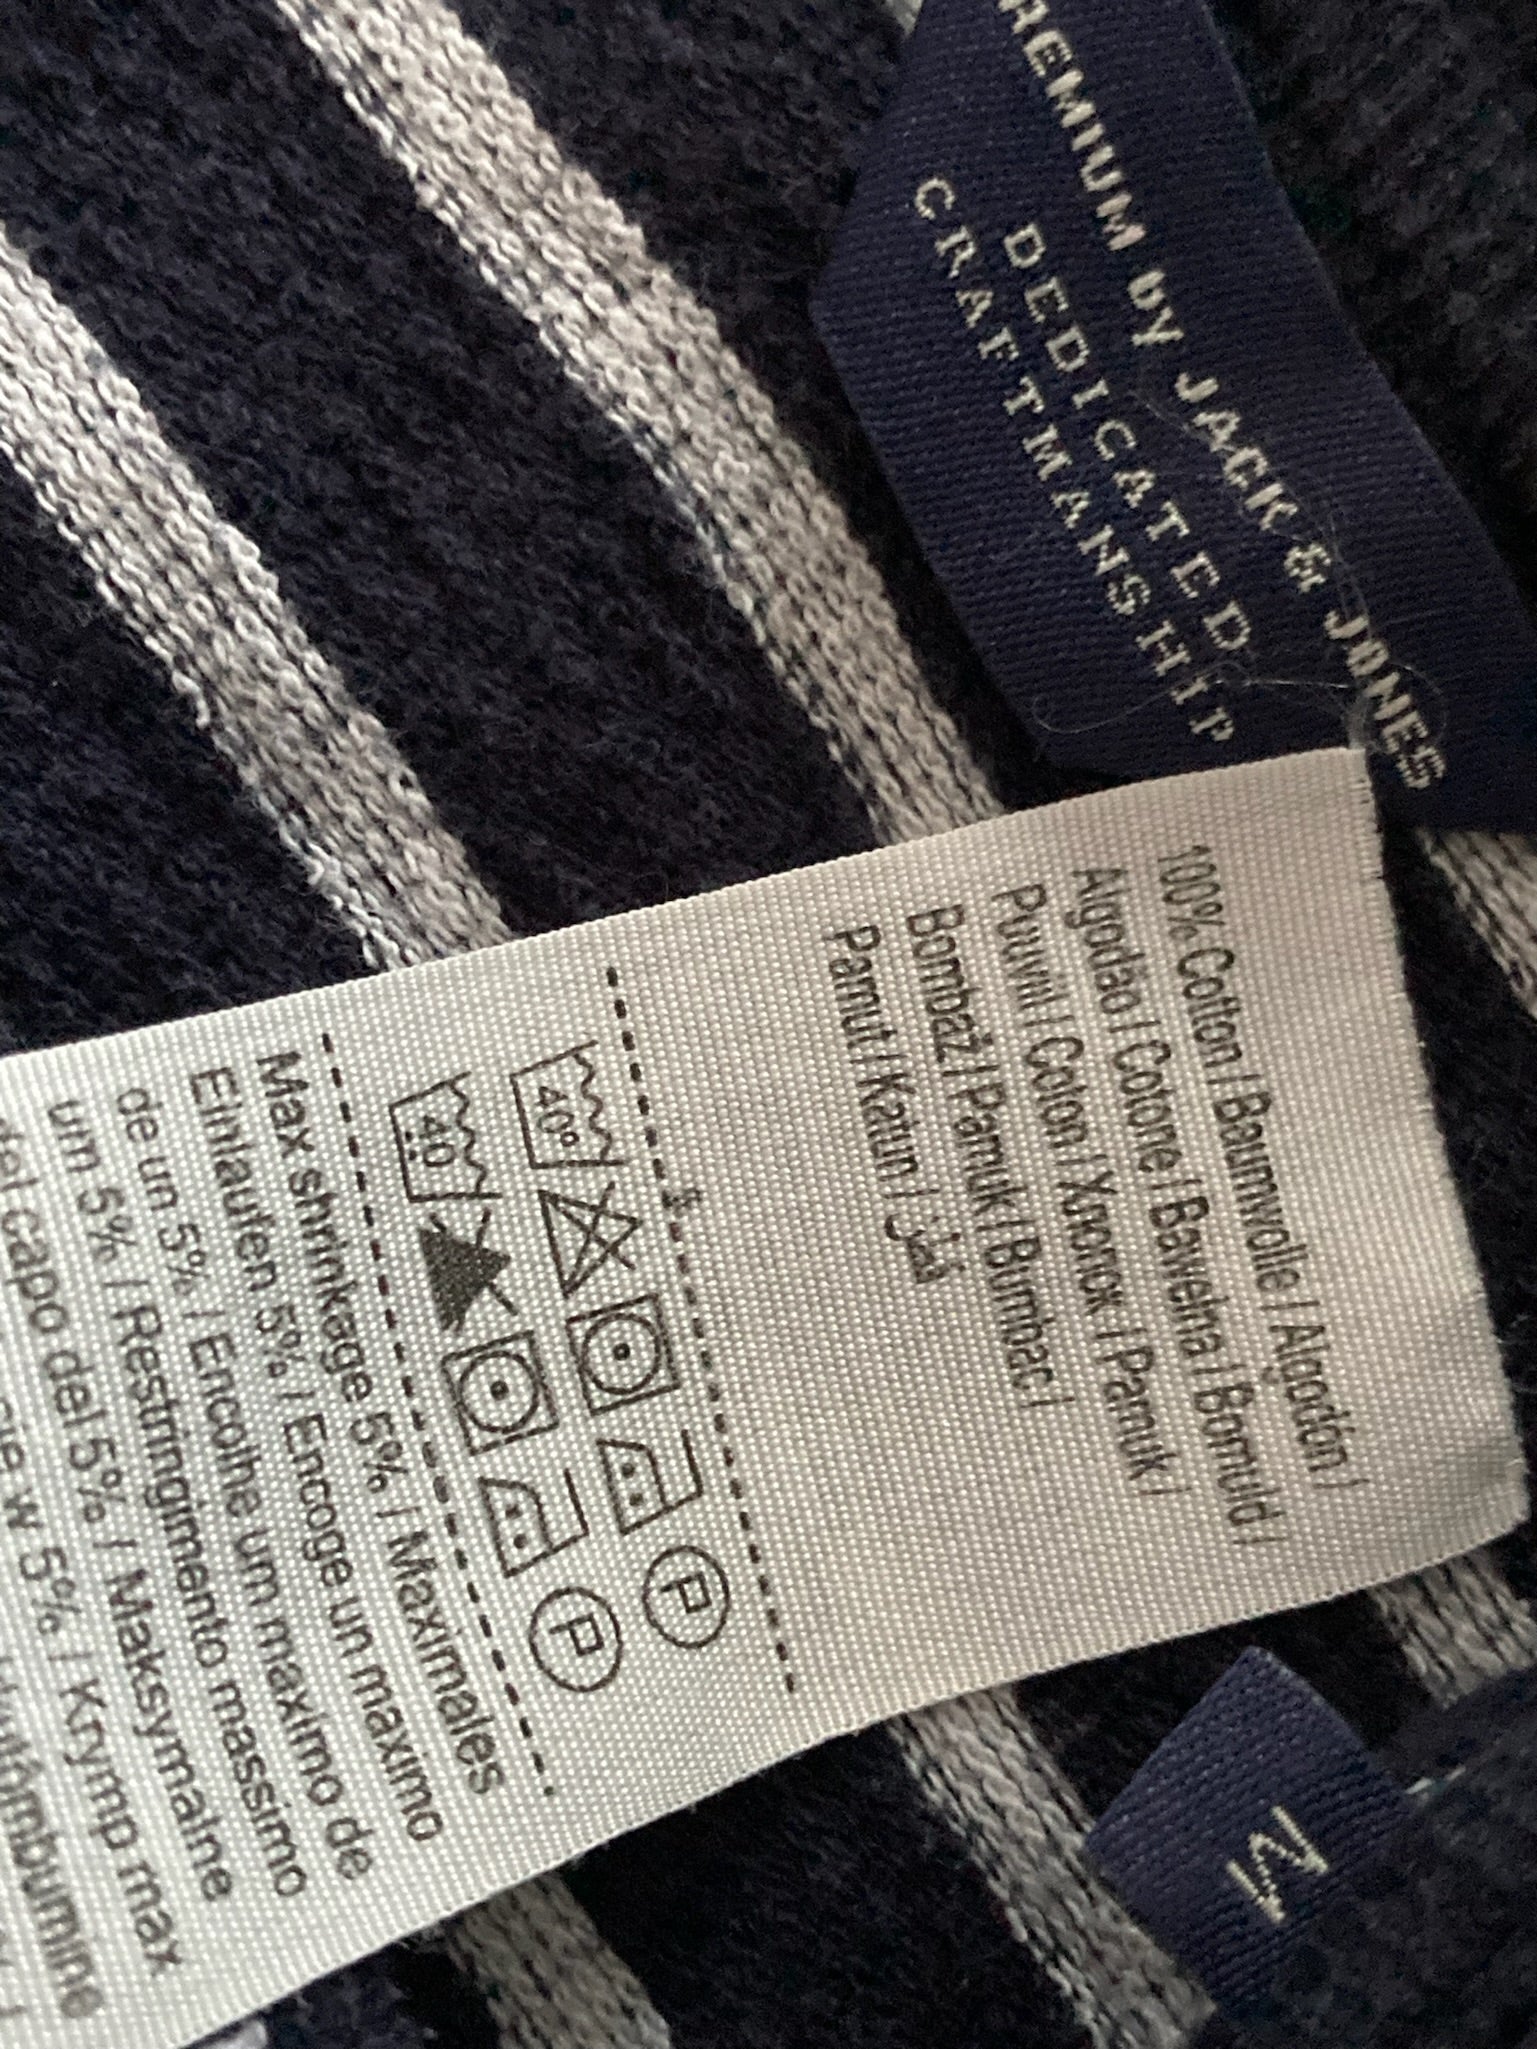 PREMIUM by JACK & JONES
DEDICATED
CRAFTMANSHIP
100% Cotton / Baumwolle / Algodón /
Algodão / Cotone / Bawełna / Bomuld /
Puuvil / Coton / Хлопок / Pamuk /
Bombaž / Pamuk / Bumbac /
Pamut / Katun / قطن
40°
P
40
P
Max shrinkage 5% / Maximales
Einlaufen 5% / Encoge un maximo
de un 5% / Encolhe um maximo de
um 5% / Restringimento massimo
del capo del 5% / Maksymalne
w 5% / Krymp max
M